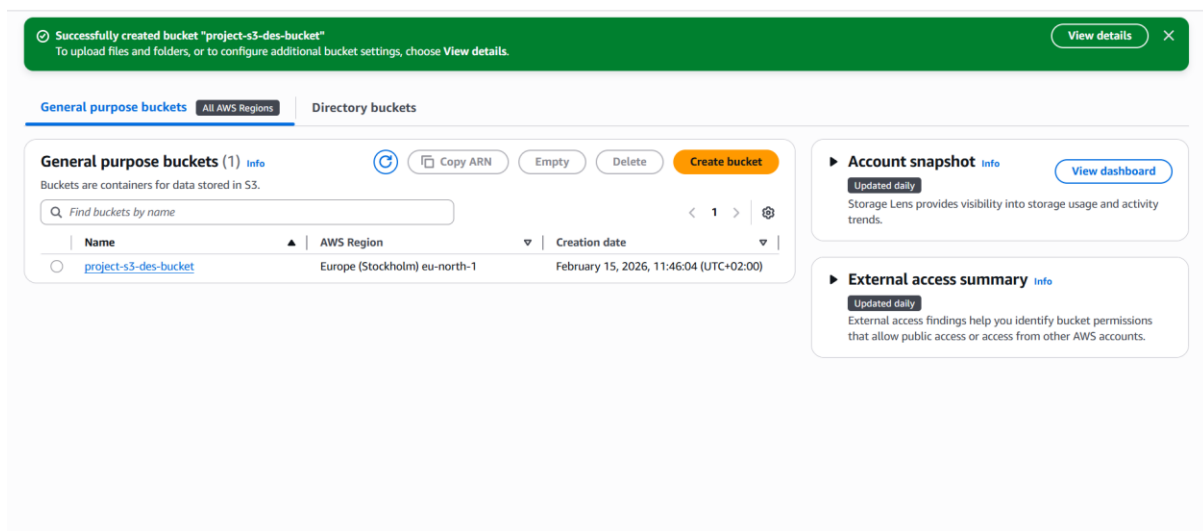 Successfully created bucket "project-s3-des-bucket"
To upload files and folders, or to configure additional bucket settings, choose View details.
View details
General purpose buckets All AWS Regions
Directory buckets
General purpose buckets (1) Info
Copy ARN
Empty
Delete
Create bucket
Buckets are containers for data stored in S3.
Find buckets by name
1
Name
AWS Region
Creation date
project-s3-des-bucket
Europe (Stockholm) eu-north-1
February 15, 2026, 11:46:04 (UTC+02:00)
Account snapshot Info
View dashboard
Updated daily
Storage Lens provides visibility into storage usage and activity
trends.
External access summary Info
Updated daily
External access findings help you identify bucket permissions
that allow public access or access from other AWS accounts.